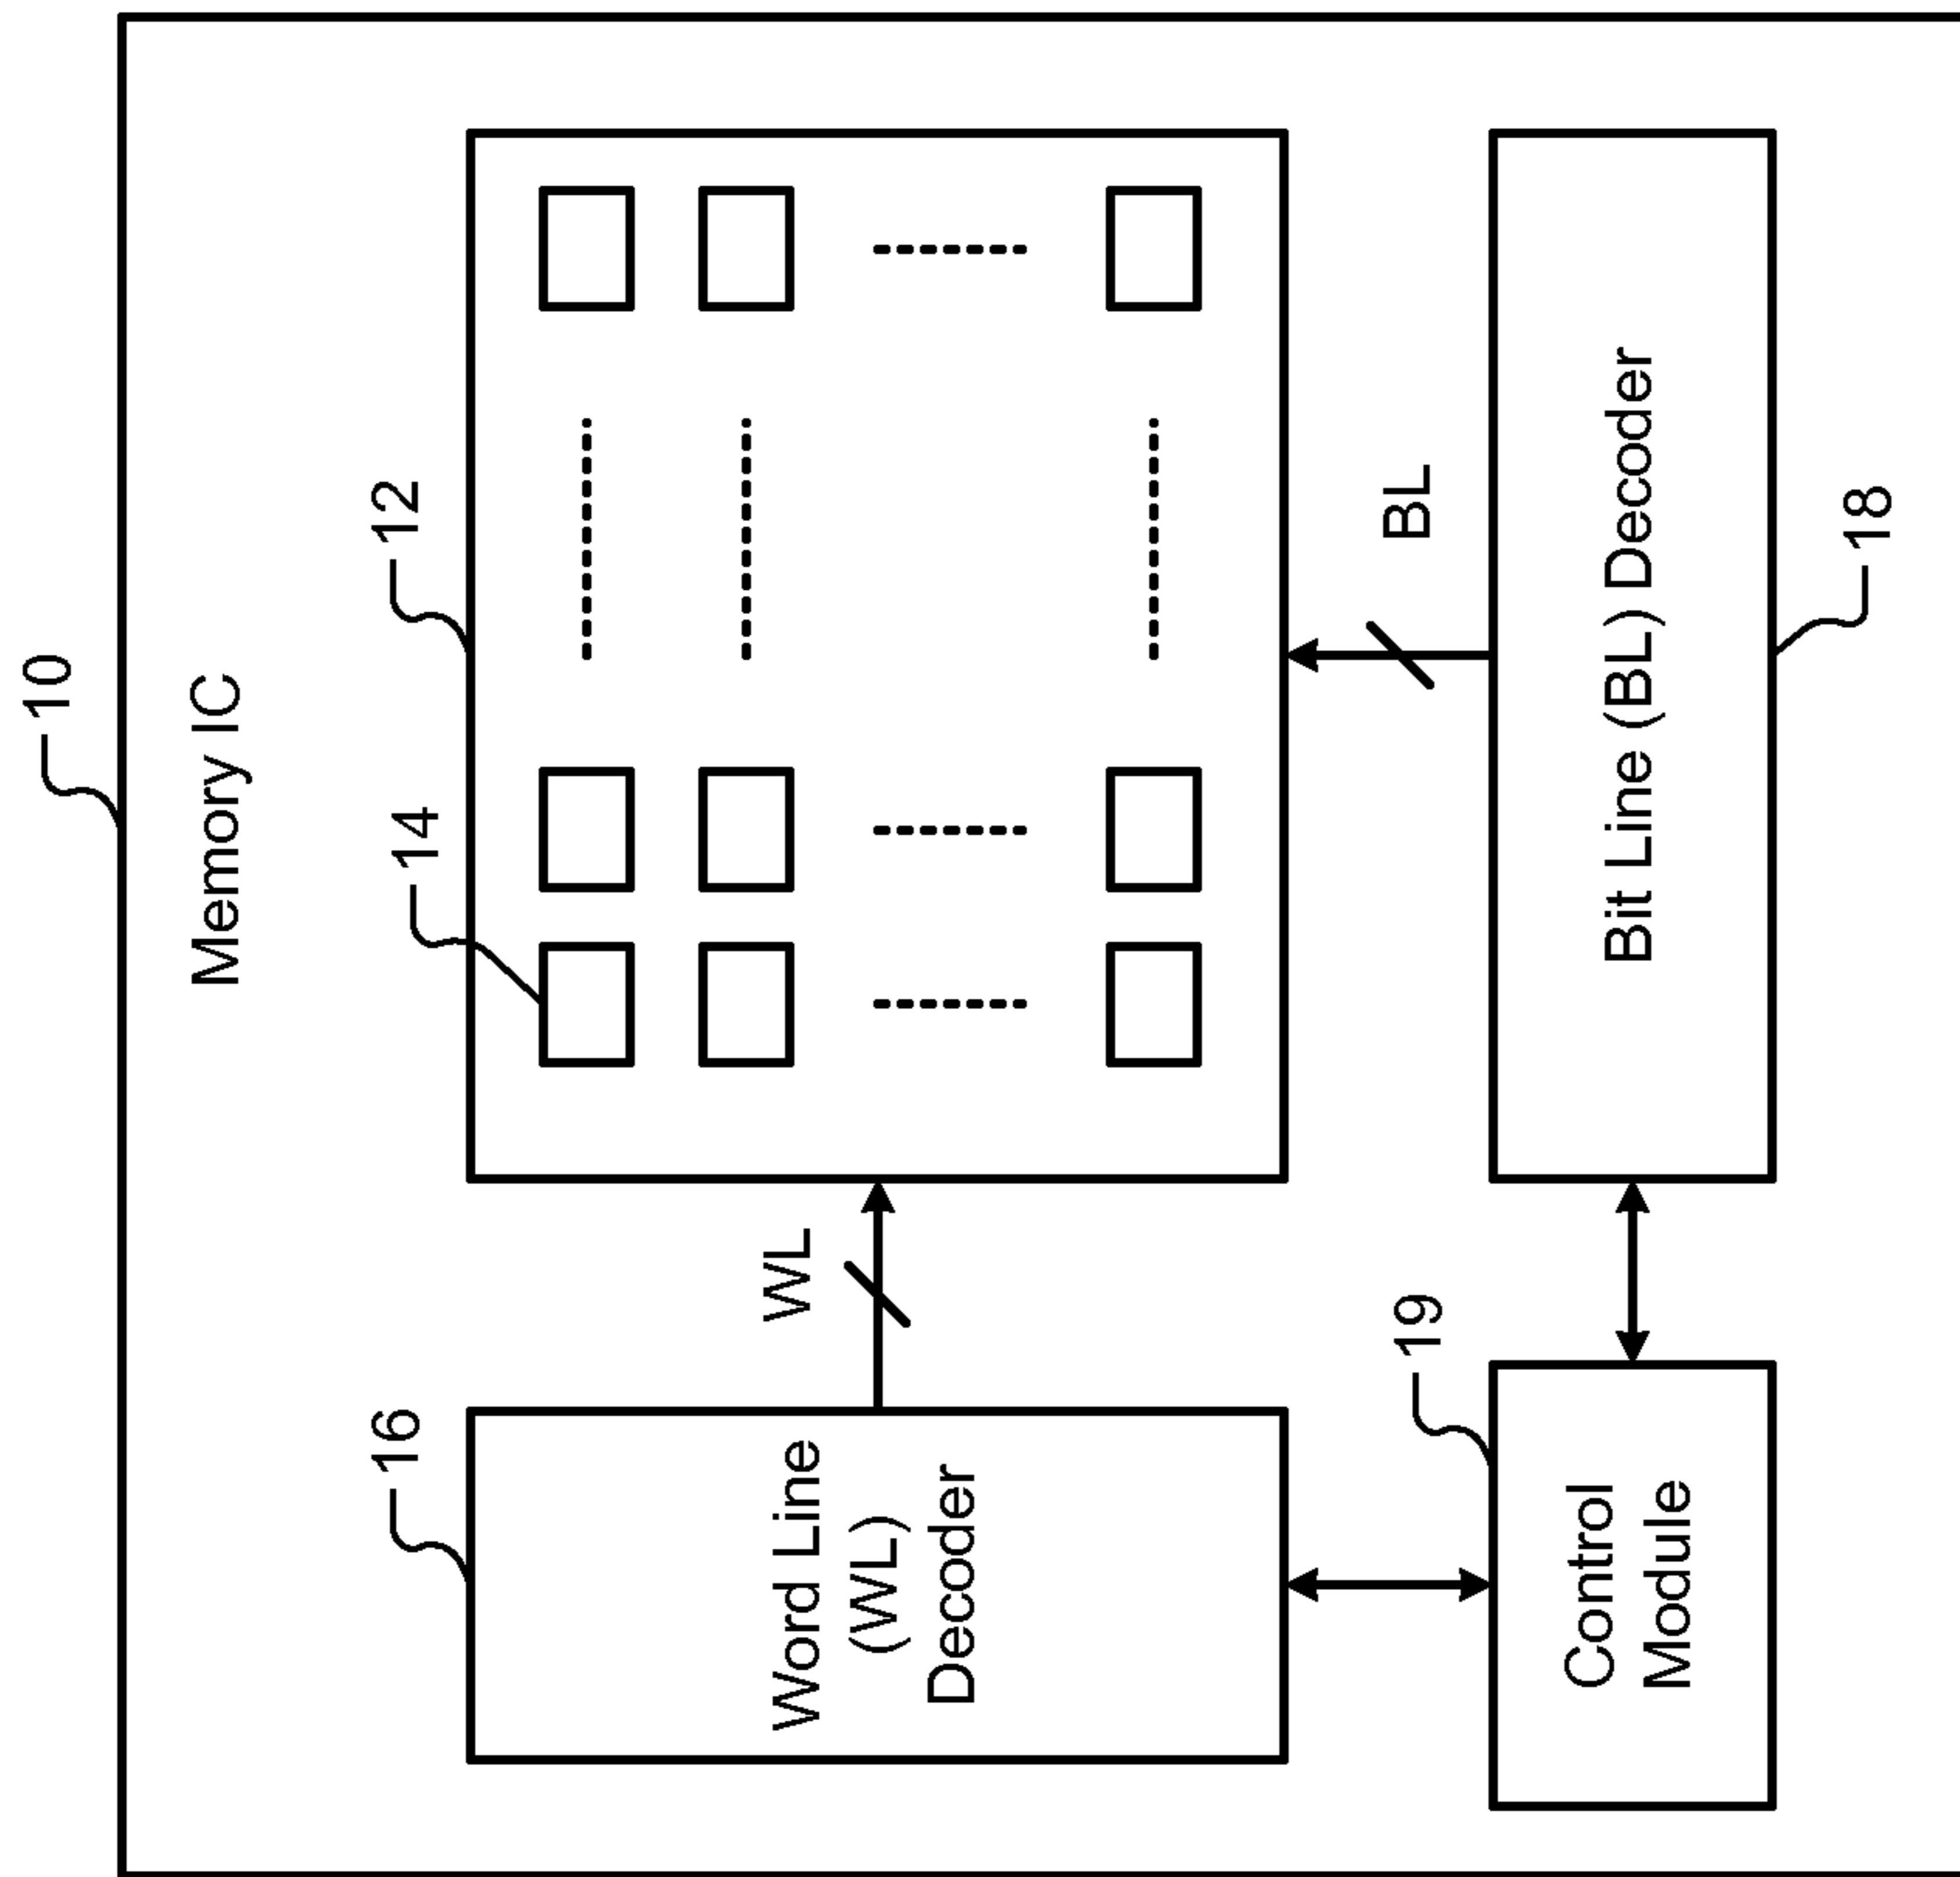 10
Memory IC
16
12
14
Word Line
(WL)
Decoder
WL
BL
19
Control
Module
Bit Line (BL) Decoder
18